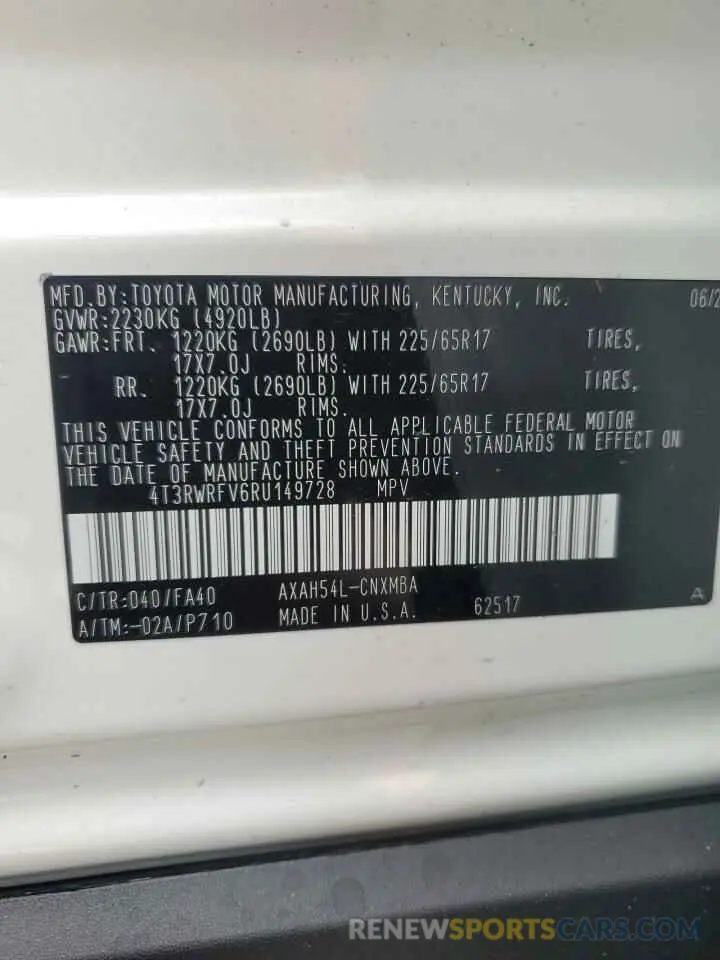 MFD.BY:TOYOTA MOTOR MANUFACTURING, KENTUCKY, INC. 06/2
GVWR:2230KG (4920LB)
GAWR:FRT. 1220KG (2690LB) WITH 225/65R17 TIRES,
17X7.0J RIMS.
RR. 1220KG (2690LB) WITH 225/65R17 TIRES,
17X7.0J RIMS.
THIS VEHICLE CONFORMS TO ALL APPLICABLE FEDERAL MOTOR
VEHICLE SAFETY AND THEFT PREVENTION STANDARDS IN EFFECT ON
THE DATE OF MANUFACTURE SHOWN ABOVE.
4T3RWRFV6RU149728 MPV
C/TR:040/FA40 AXAH54L-CNXMBA
A/TM:-02A/P710 MADE IN U.S.A. 62517 A
RENEWSPORTCARS.COM